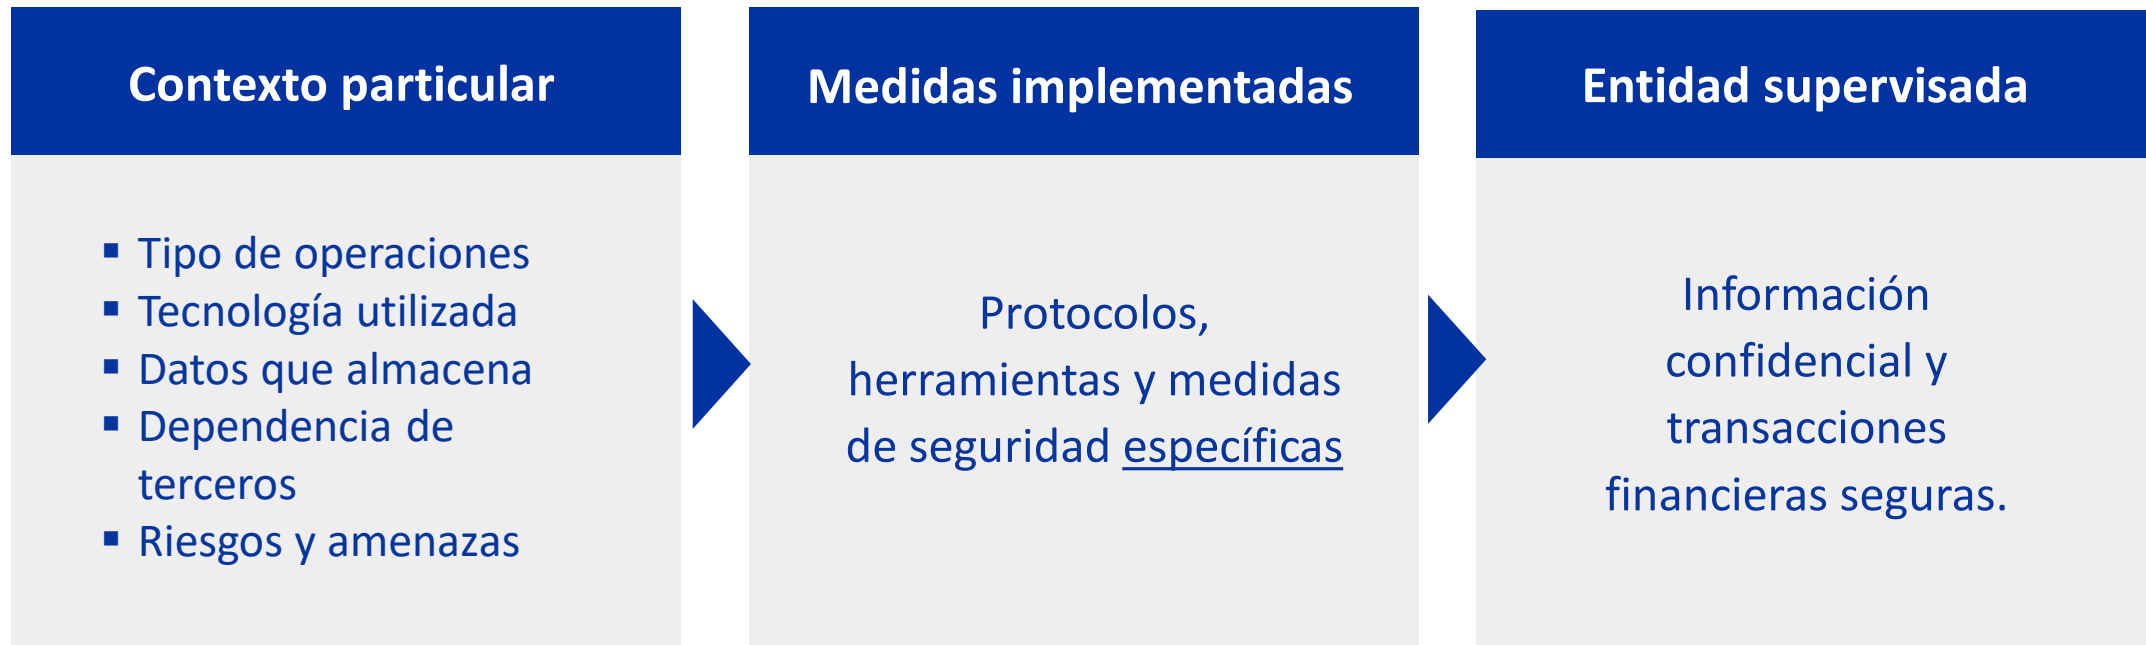 Contexto particular
▪ Tipo de operaciones
▪ Tecnología utilizada
▪ Datos que almacena
▪ Dependencia de
terceros
▪ Riesgos y amenazas
Medidas implementadas
Protocolos,
herramientas y medidas
de seguridad específicas
Entidad supervisada
Información
confidencial y
transacciones
financieras seguras.